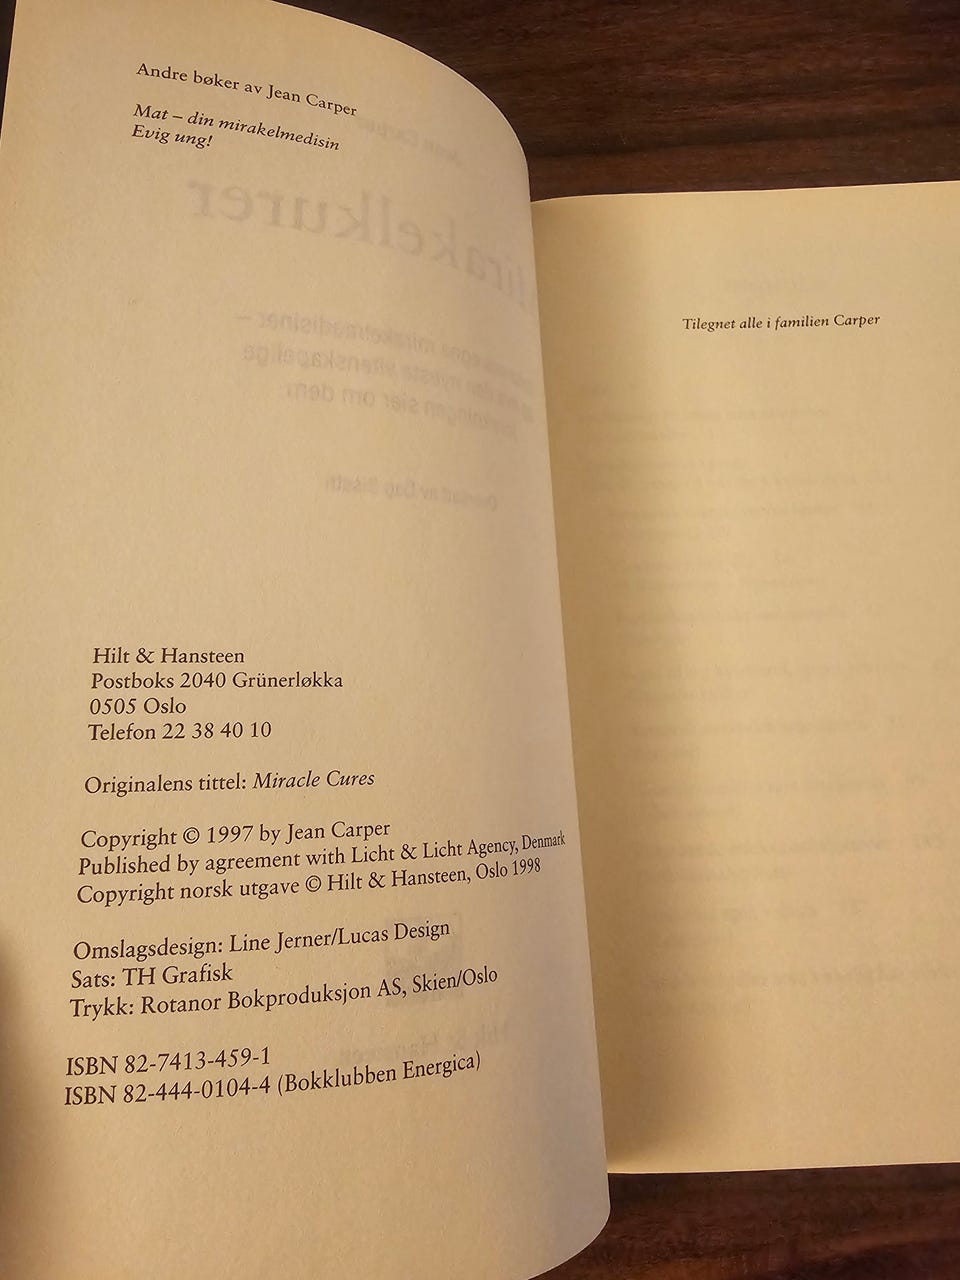 Andre bøker av Jean Carper
Mat – din mirakelmedisin
Evig ung!
Hilt & Hansteen
Postboks 2040 Grünerløkka
0505 Oslo
Telefon 22 38 40 10
Originalens tittel: Miracle Cures
Copyright © 1997 by Jean Carper
Published by agreement with Licht & Licht Agency, Denmark
Copyright norsk utgave © Hilt & Hansteen, Oslo 1998
Omslagsdesign: Line Jerner/Lucas Design
Sats: TH Grafisk
Trykk: Rotanor Bokproduksjon AS, Skien/Oslo
ISBN 82-7413-459-1
ISBN 82-444-0104-4 (Bokklubben Energica)
Tilegnet alle i familien Carper